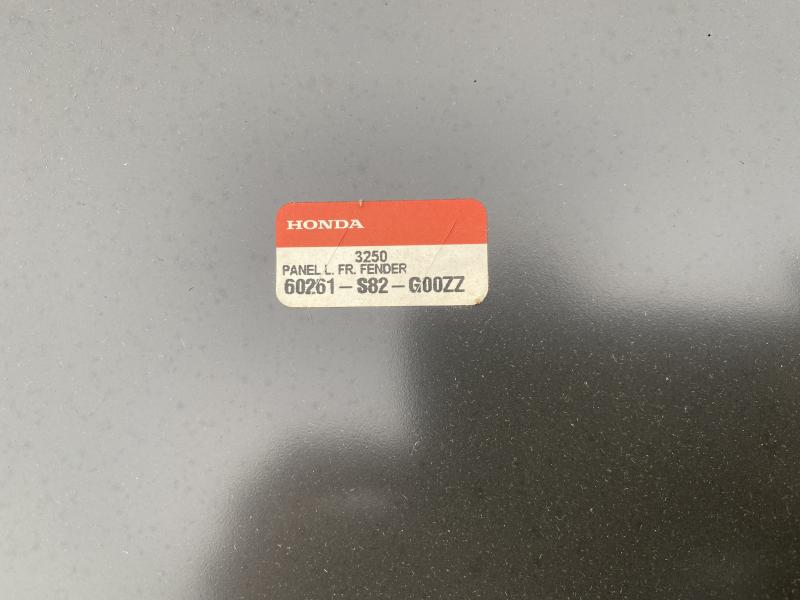 HONDA
3250
PANEL L. FR. FENDER
60261-S82-G00ZZ